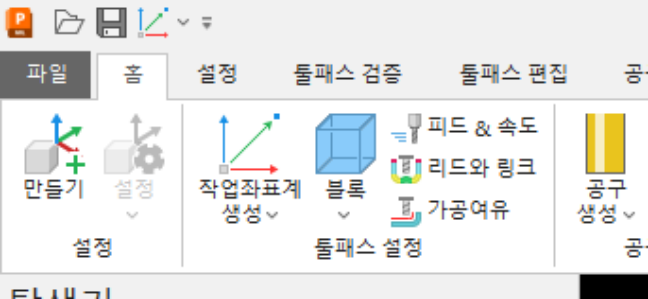 파일 홈 설정 툴패스 검증 툴패스 편집
만들기
설정
작업좌표계
생성
블록
피드 & 속도
리드와 링크
가공여유
공구
생성
설정
툴패스 설정